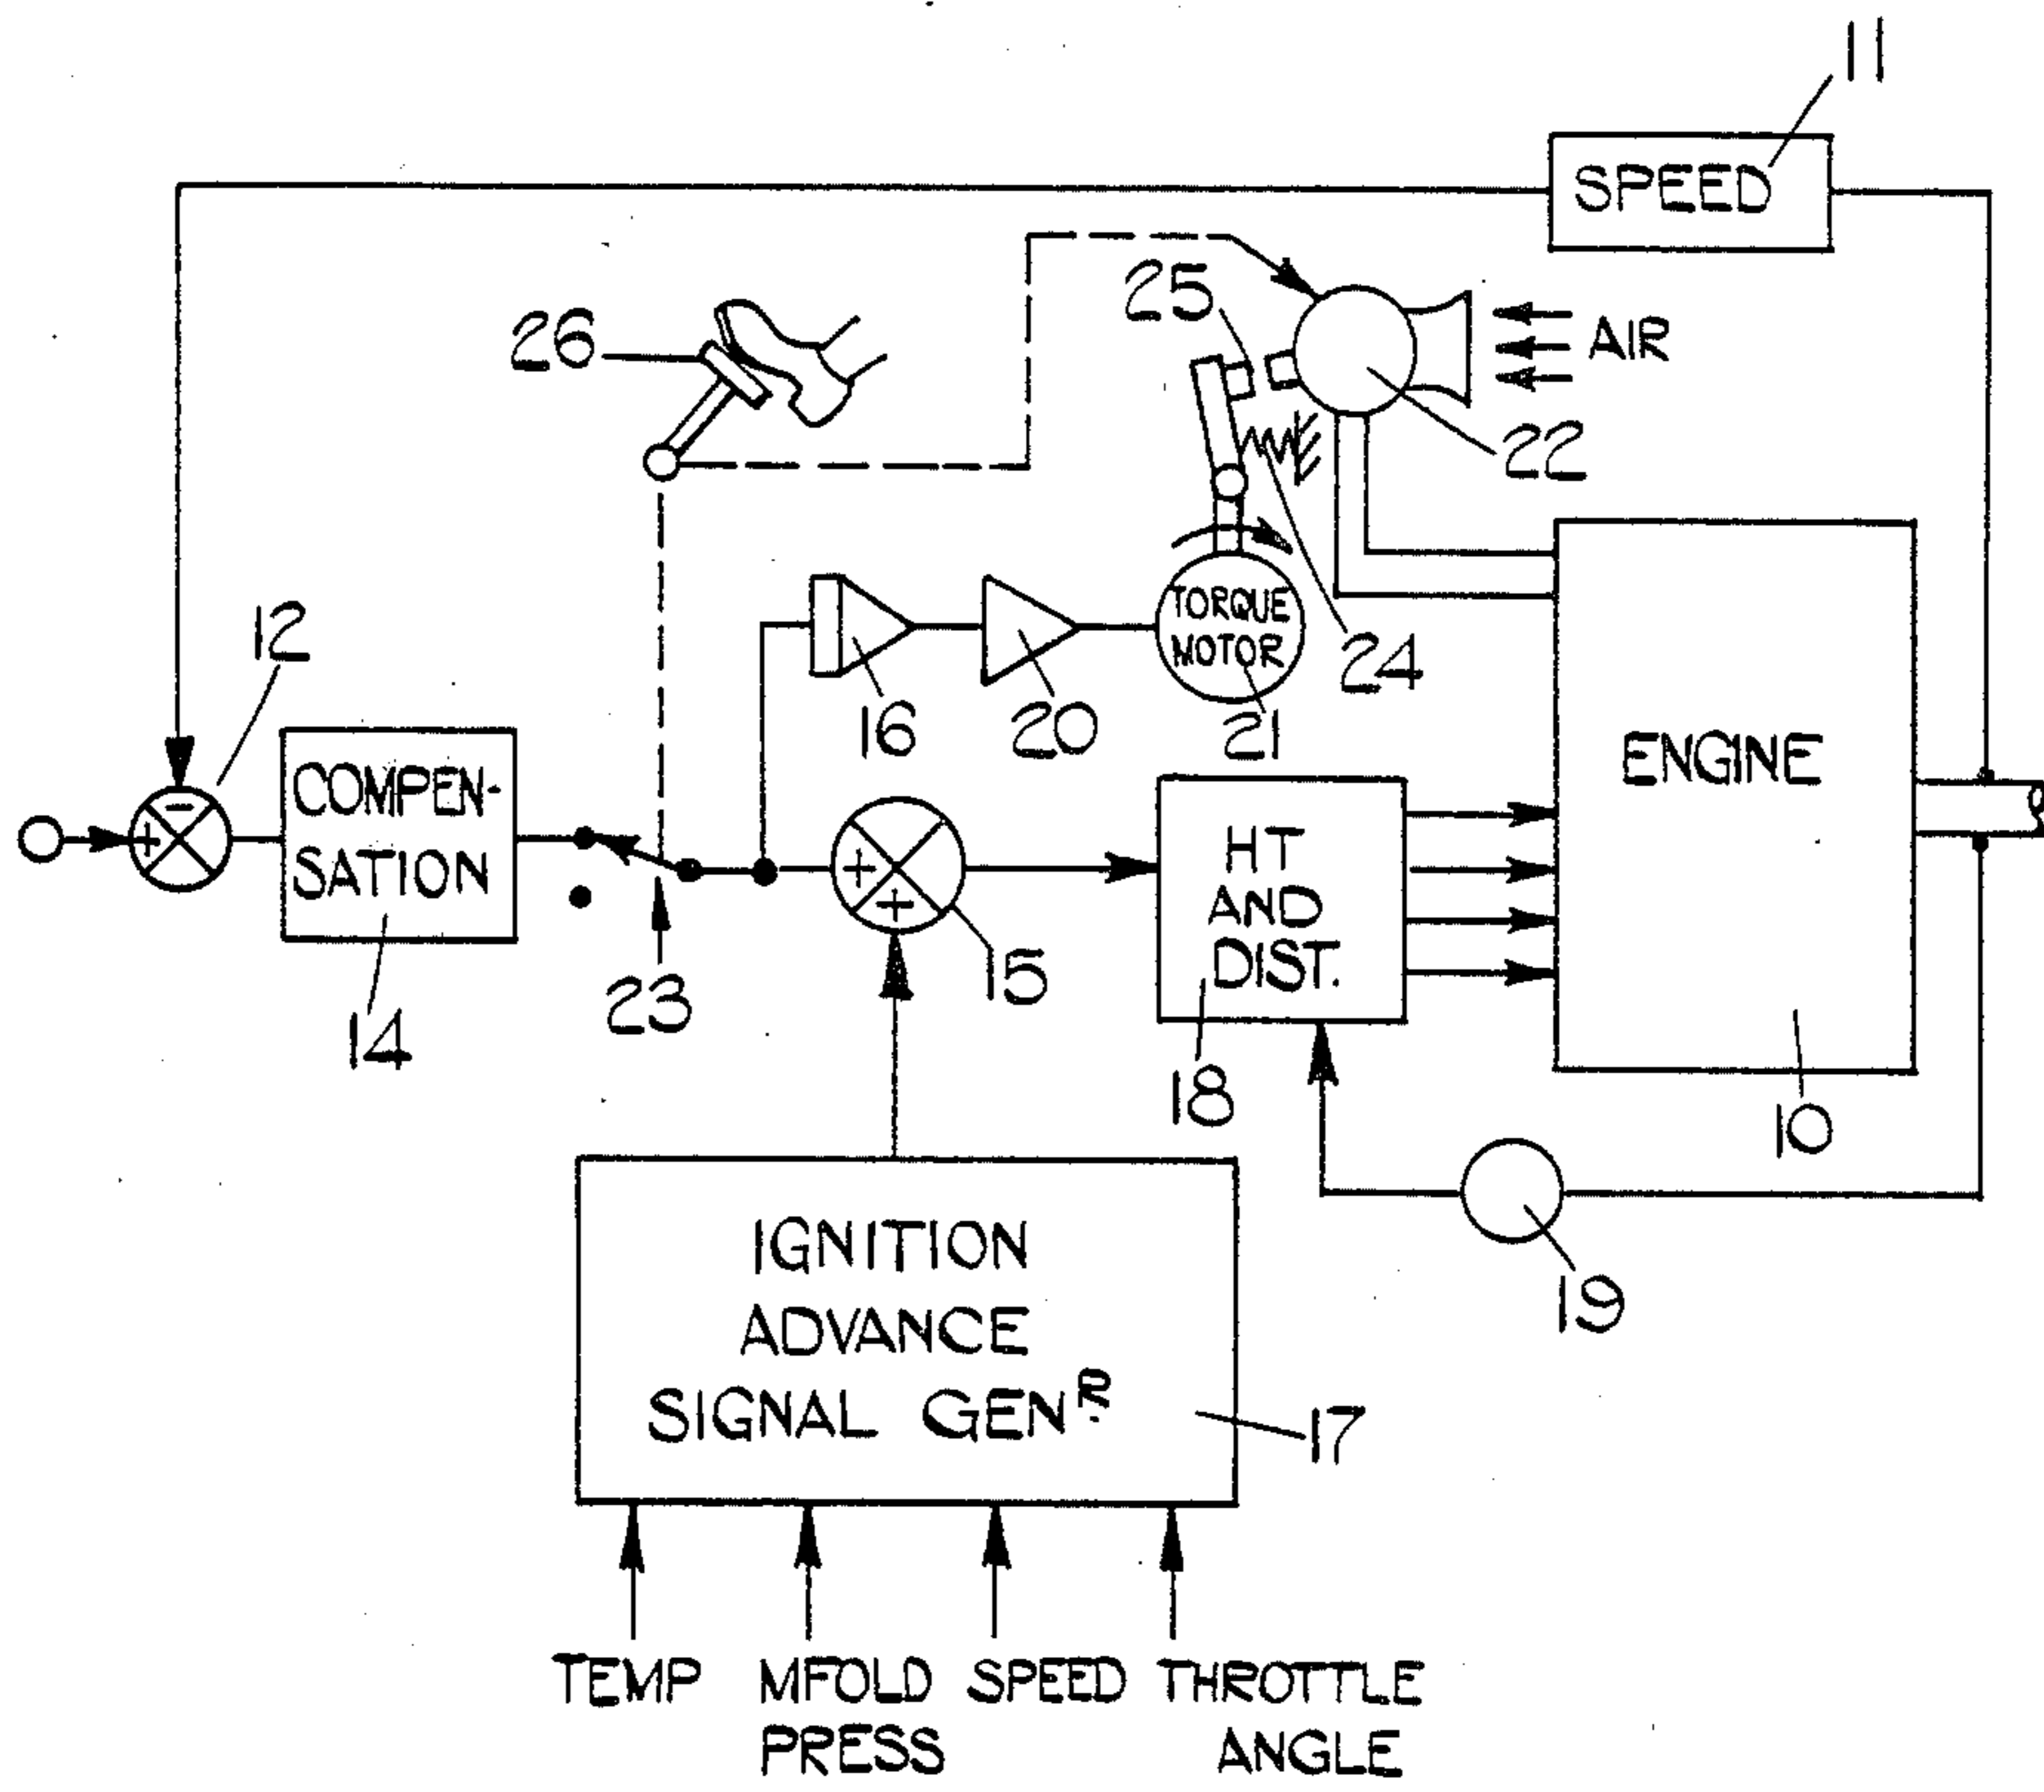 11
SPEED
25
26
AIR
22
12
TORQUE
MOTOR
24
16
20
21
ENGINE
COMPEN-
SATION
+
-
HT
AND
DIST.
+
+
15
23
14
18
10
IGNITION
ADVANCE
SIGNAL GENR.
19
17
TEMP
MFOLD
PRESS
SPEED
THROTTLE
ANGLE